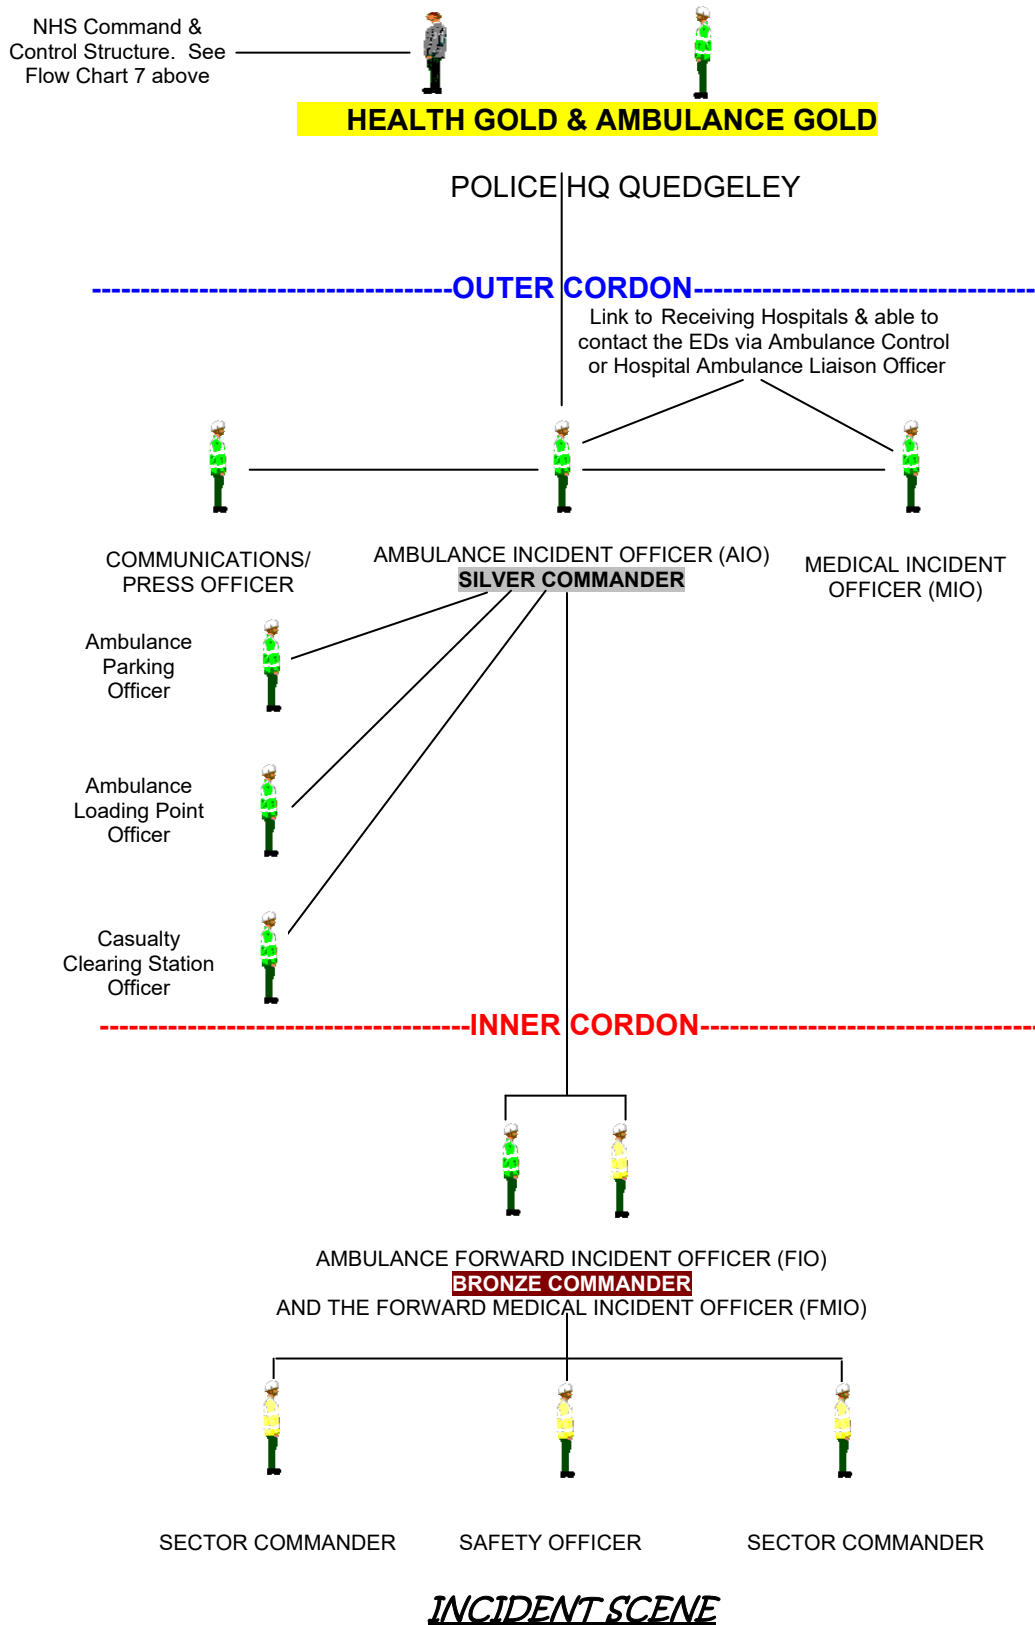 NHS Command &
Control Structure. See
Flow Chart 7 above
HEALTH GOLD & AMBULANCE GOLD
POLICE HQ QUEDGELEY
OUTER CORDON
Link to Receiving Hospitals & able to
contact the EDs via Ambulance Control
or Hospital Ambulance Liaison Officer
COMMUNICATIONS/
PRESS OFFICER
AMBULANCE INCIDENT OFFICER (AIO)
SILVER COMMANDER
MEDICAL INCIDENT
OFFICER (MIO)
Ambulance
Parking
Officer
Ambulance
Loading Point
Officer
Casualty
Clearing Station
Officer
INNER CORDON
AMBULANCE FORWARD INCIDENT OFFICER (FIO)
BRONZE COMMANDER
AND THE FORWARD MEDICAL INCIDENT OFFICER (FMIO)
SECTOR COMMANDER
SAFETY OFFICER
SECTOR COMMANDER
INCIDENT SCENE